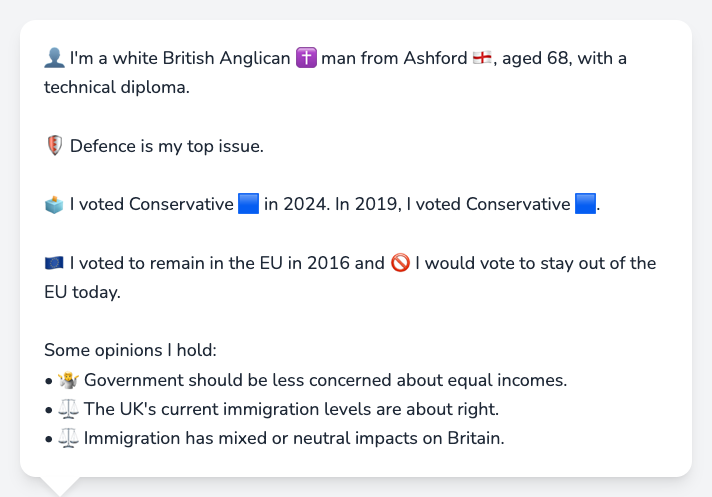 👤 I'm a white British Anglican ✝️ man from Ashford 🏴󠁧󠁢󠁥󠁮󠁧󠁿, aged 68, with a
technical diploma.
🛡️ Defence is my top issue.
🗳️ I voted Conservative 🟦 in 2024. In 2019, I voted Conservative 🟦.
🇪🇺 I voted to remain in the EU in 2016 and 🚫 I would vote to stay out of the
EU today.
Some opinions I hold:
• 🤷 Government should be less concerned about equal incomes.
• ⚖️ The UK's current immigration levels are about right.
• ⚖️ Immigration has mixed or neutral impacts on Britain.